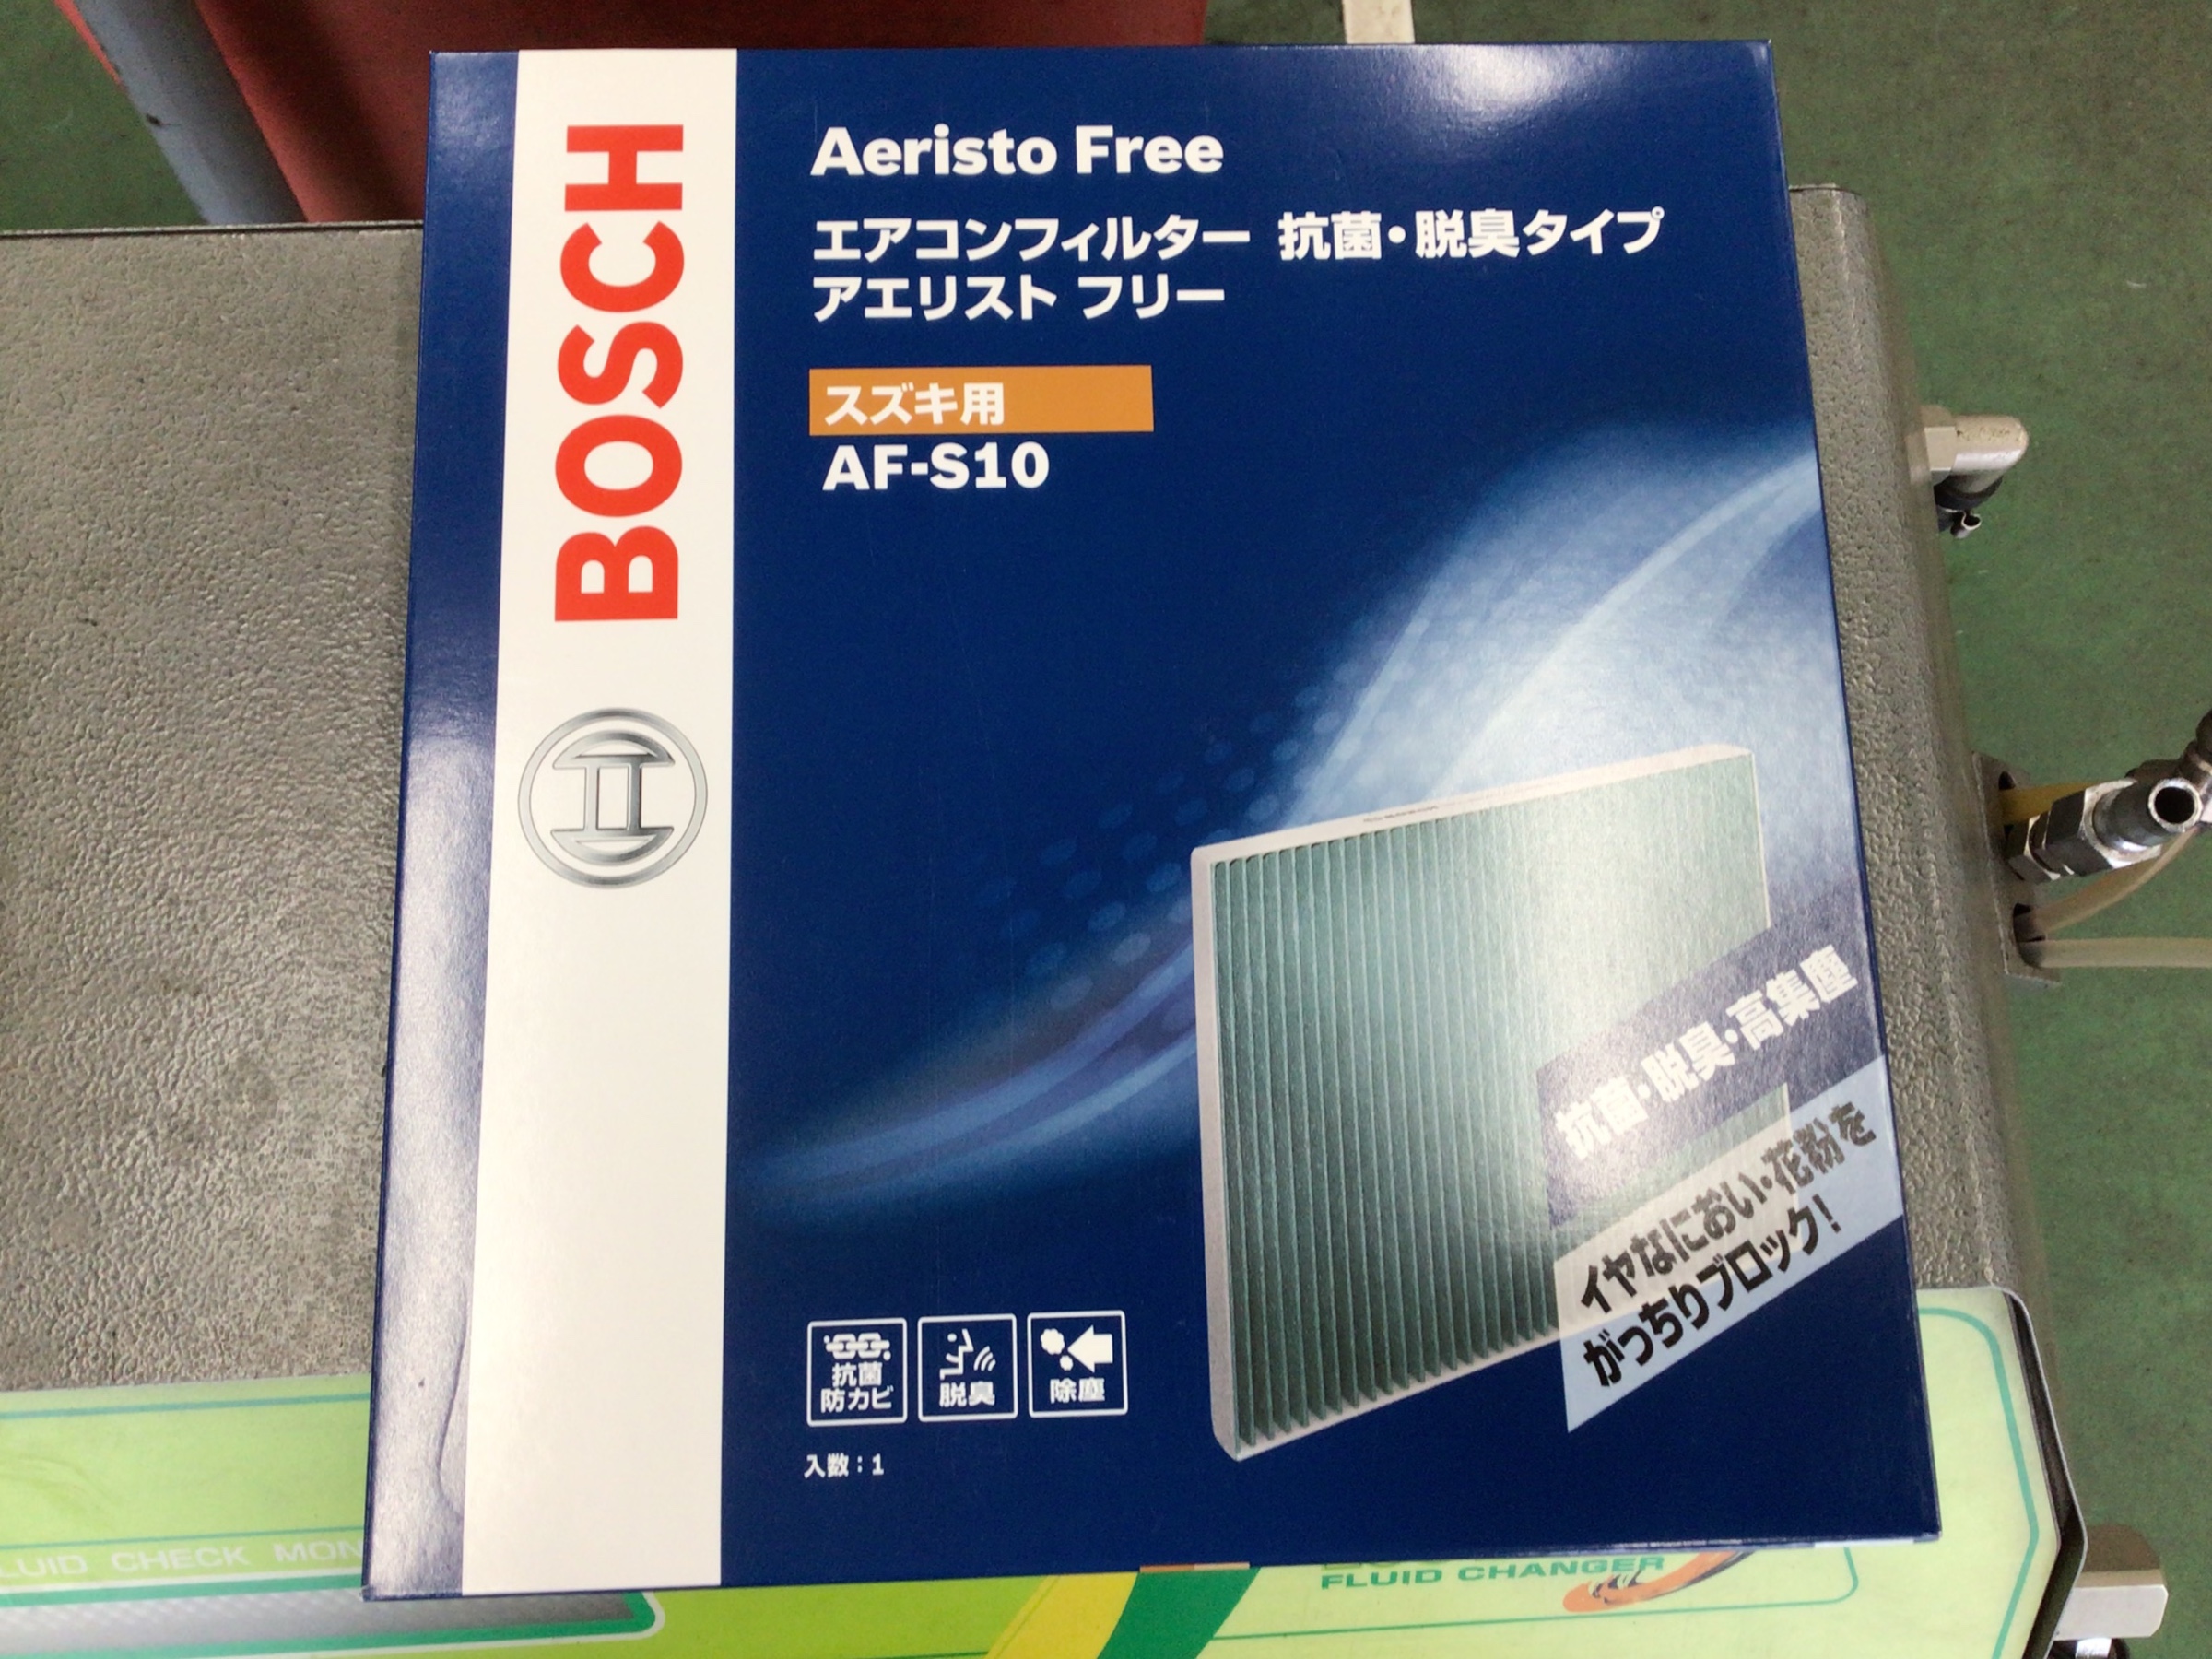 BOSCH
Aeristo Free
エアコンフィルター 抗菌・脱臭タイプ
アエリスト フリー
スズキ用
AF-S10
抗菌・脱臭・高集塵
イヤなにおい・花粉を
がっちりブロック!
抗菌
防カビ
脱臭
除塵
入数:1
LUID CHECK MON
FLUID CHANGER